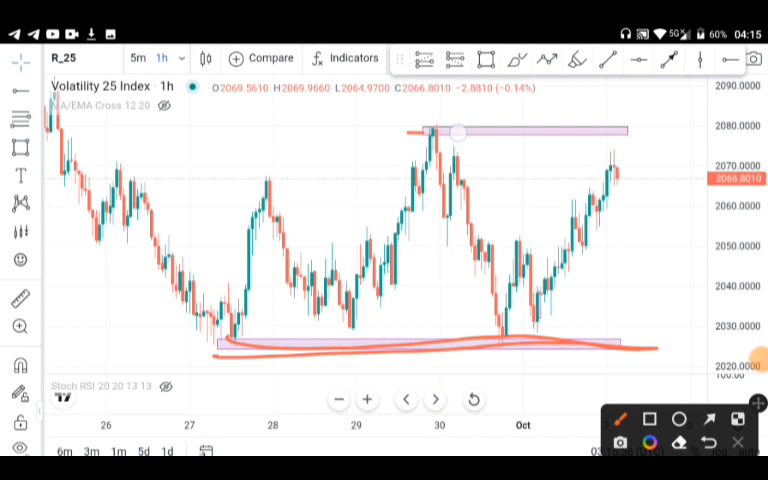 5G 60% 04:15
R_25 5m 1h Compare Indicators
Volatility 25 Index · 1h O2069.5610 H2069.9660 L2064.9700 C2066.8010 −2.8810 (−0.14%)
A/EMA Cross 12 20
2090.0000
2080.0000
2070.0000
2066.8010
2060.0000
2050.0000
2040.0000
2030.0000
2020.0000
100.00
Stoch RSI 20 20 13 13
26 27 28 29 30 Oct
6m 3m 1m 5d 1d